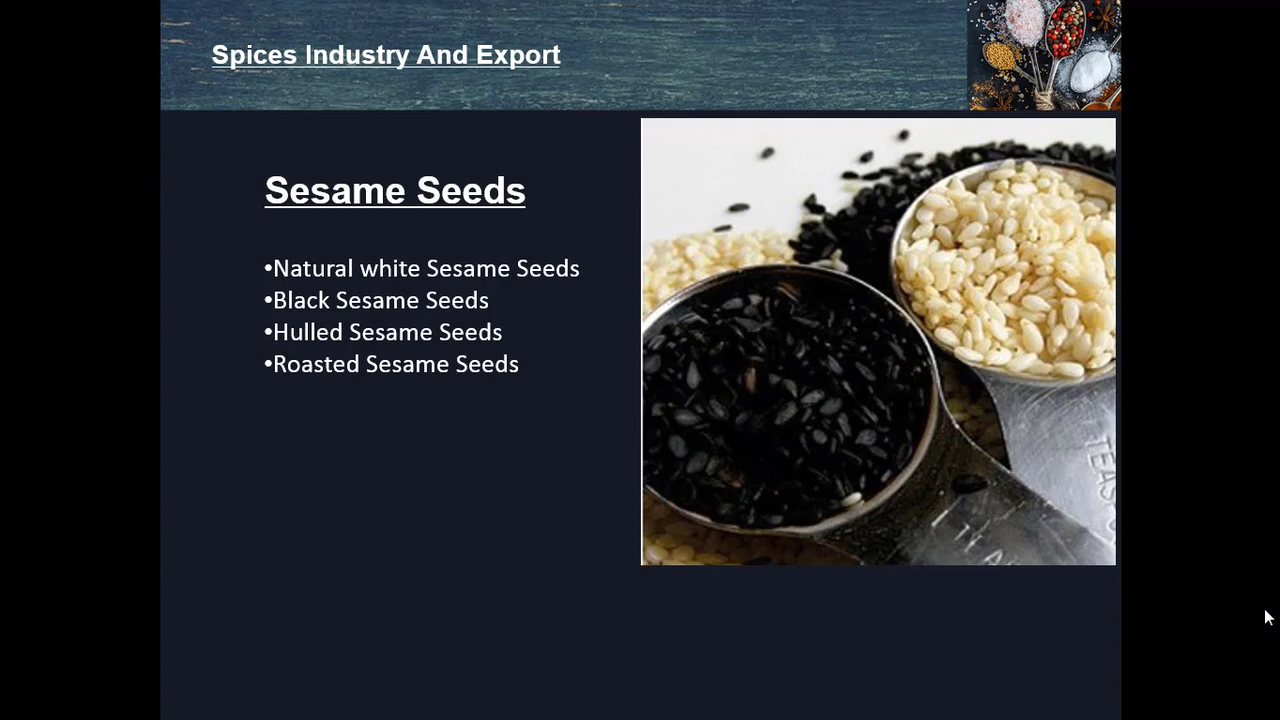 Spices Industry And Export
Sesame Seeds
•Natural white Sesame Seeds
•Black Sesame Seeds
•Hulled Sesame Seeds
•Roasted Sesame Seeds